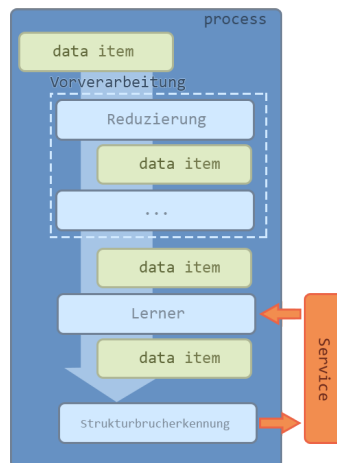 process
data item
Vorverarbeitung
Reduzierung
data item
...
data item
Lerner
data item
Service
Strukturbrucherkennung